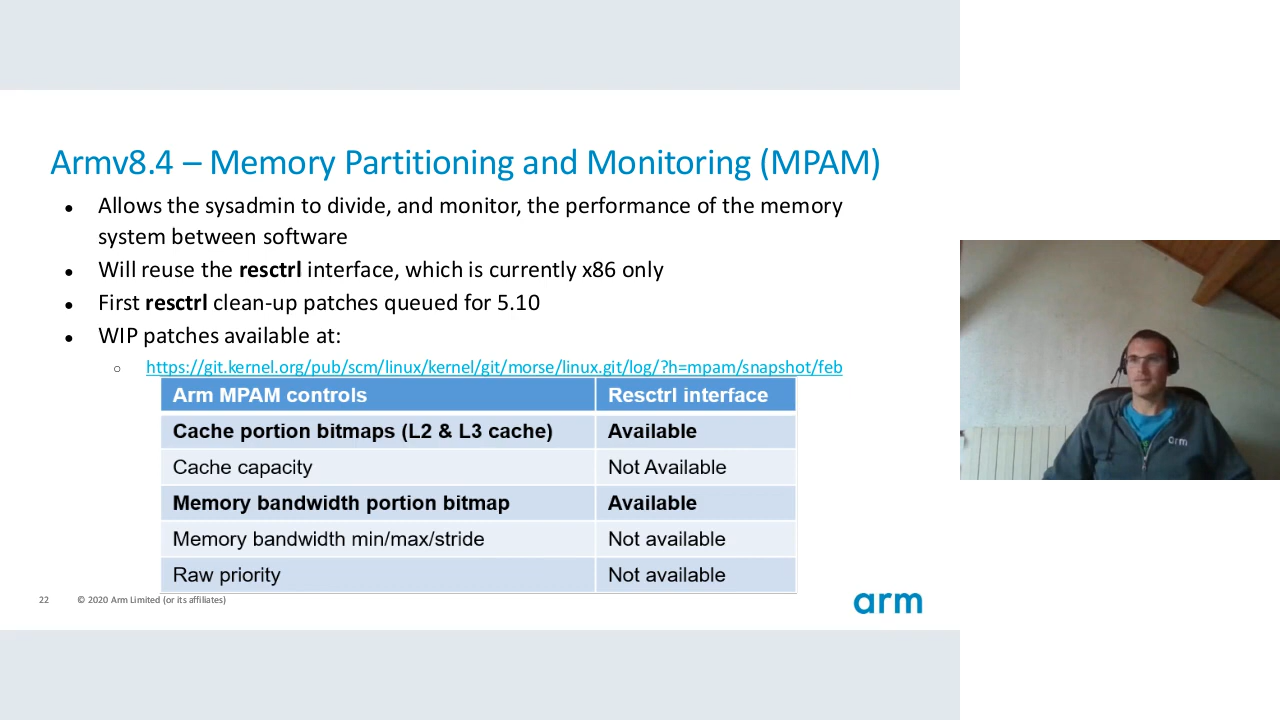 Armv8.4 – Memory Partitioning and Monitoring (MPAM)
● Allows the sysadmin to divide, and monitor, the performance of the memory
system between software
● Will reuse the resctrl interface, which is currently x86 only
● First resctrl clean-up patches queued for 5.10
● WIP patches available at:
○ https://git.kernel.org/pub/scm/linux/kernel/git/morse/linux.git/log/?h=mpam/snapshot/feb
Arm MPAM controls Resctrl interface
Cache portion bitmaps (L2 & L3 cache) Available
Cache capacity Not Available
Memory bandwidth portion bitmap Available
Memory bandwidth min/max/stride Not available
Raw priority Not available
22 © 2020 Arm Limited (or its affiliates)
arm
arm